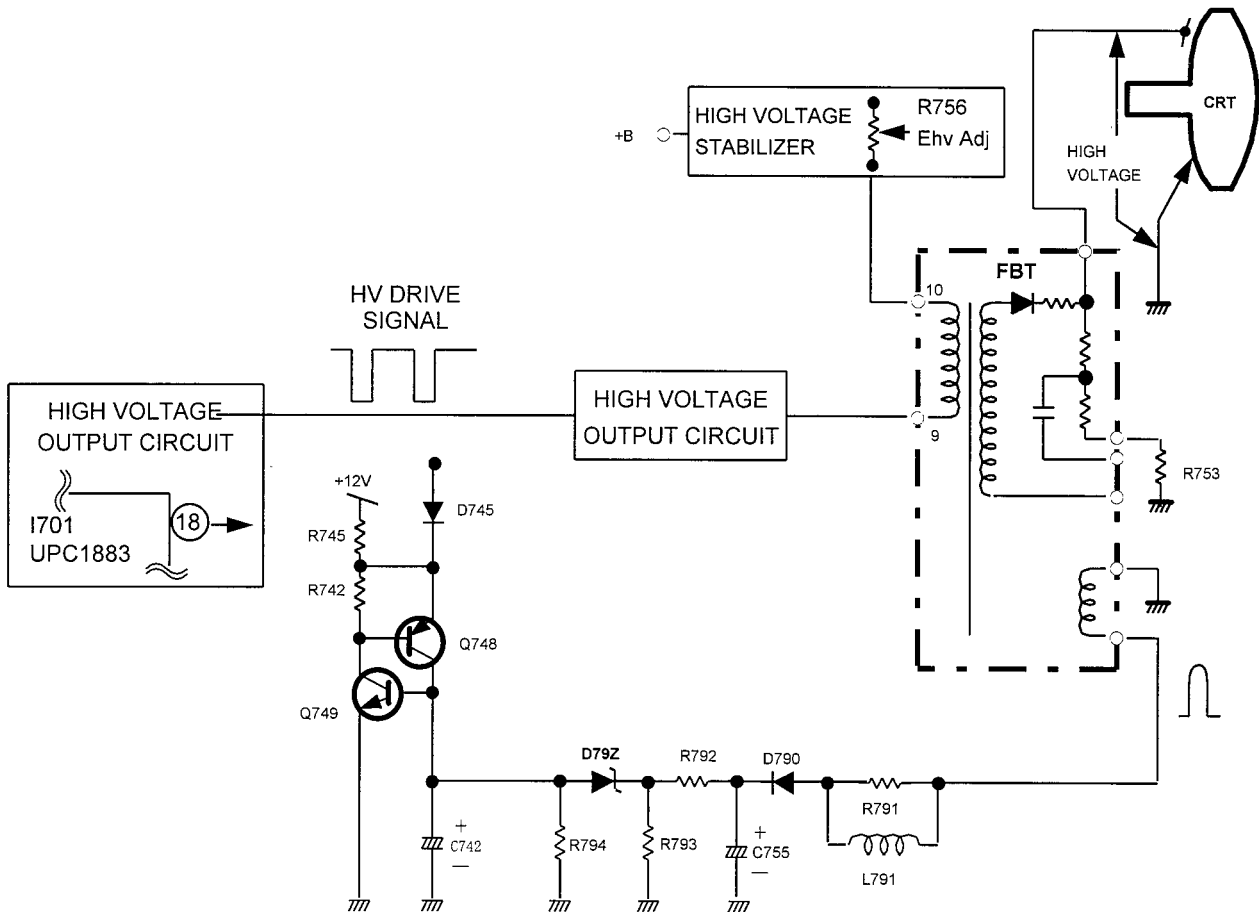 CRT
HIGH VOLTAGE
STABILIZER
R756
Ehv Adj
+B
HIGH
VOLTAGE
FBT
10
HV DRIVE
SIGNAL
HIGH VOLTAGE
OUTPUT CIRCUIT
HIGH VOLTAGE
OUTPUT CIRCUIT
9
R753
+12V
D745
18
I701
UPC1883
R745
R742
Q748
Q749
D79Z
R792
D790
R791
+
C742
–
R794
R793
+
C755
–
L791